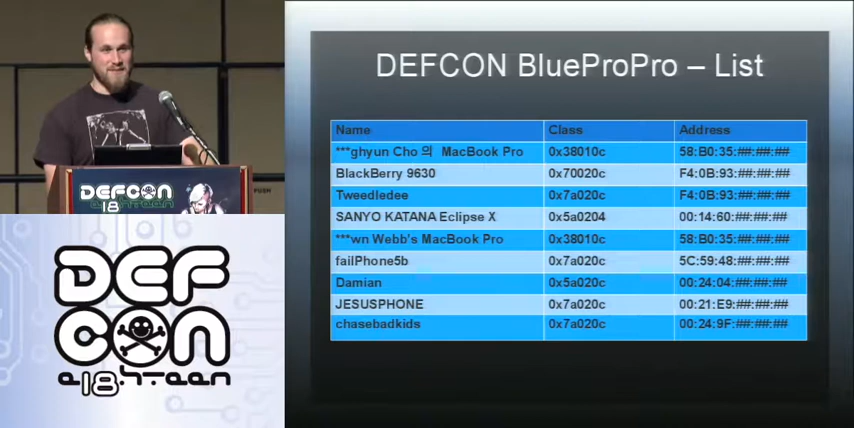 DEFCON BlueProPro – List
Name Class Address
***ghyun Cho 의 MacBook Pro 0x38010c 58:B0:35:##:##:##
BlackBerry 9630 0x70020c F4:0B:93:##:##:##
Tweedledee 0x7a020c F4:0B:93:##:##:##
SANYO KATANA Eclipse X 0x5a0204 00:14:60:##:##:##
***wn Webb's MacBook Pro 0x38010c 58:B0:35:##:##:##
failPhone5b 0x7a020c 5C:59:48:##:##:##
Damian 0x5a020c 00:24:04:##:##:##
JESUSPHONE 0x7a020c 00:21:E9:##:##:##
chasebadkids 0x7a020c 00:24:9F:##:##:##
DEFCON
18
PUSH
DEF
CON
e18hteen